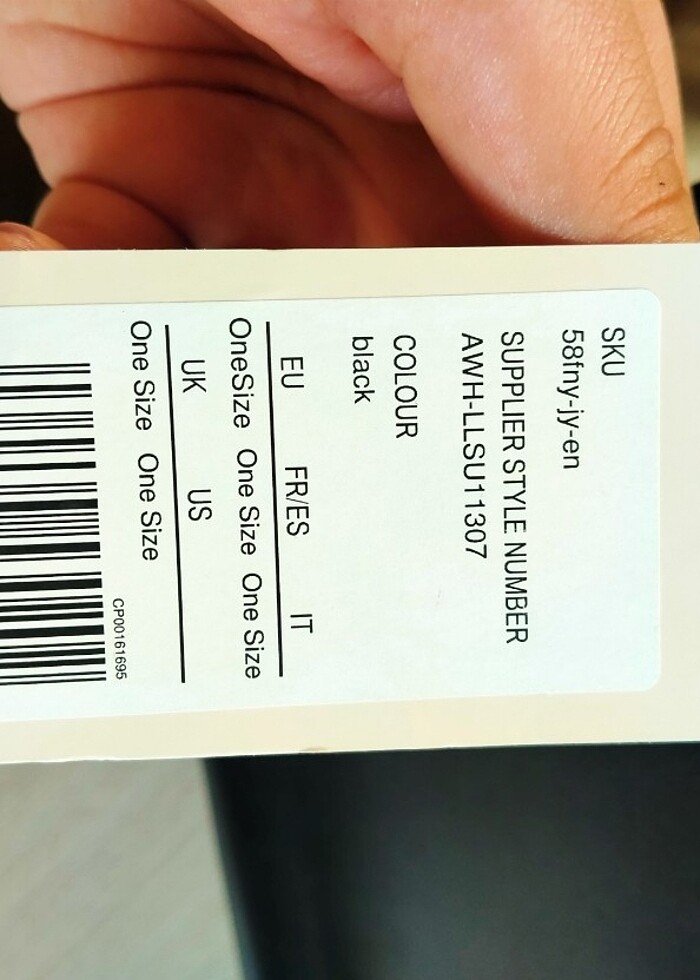 SKU
58fny-jy-en
SUPPLIER STYLE NUMBER
AWH-LLSU11307
COLOUR
black
EU FR/ES IT
OneSize One Size One Size
UK US
One Size One Size
CP00161695